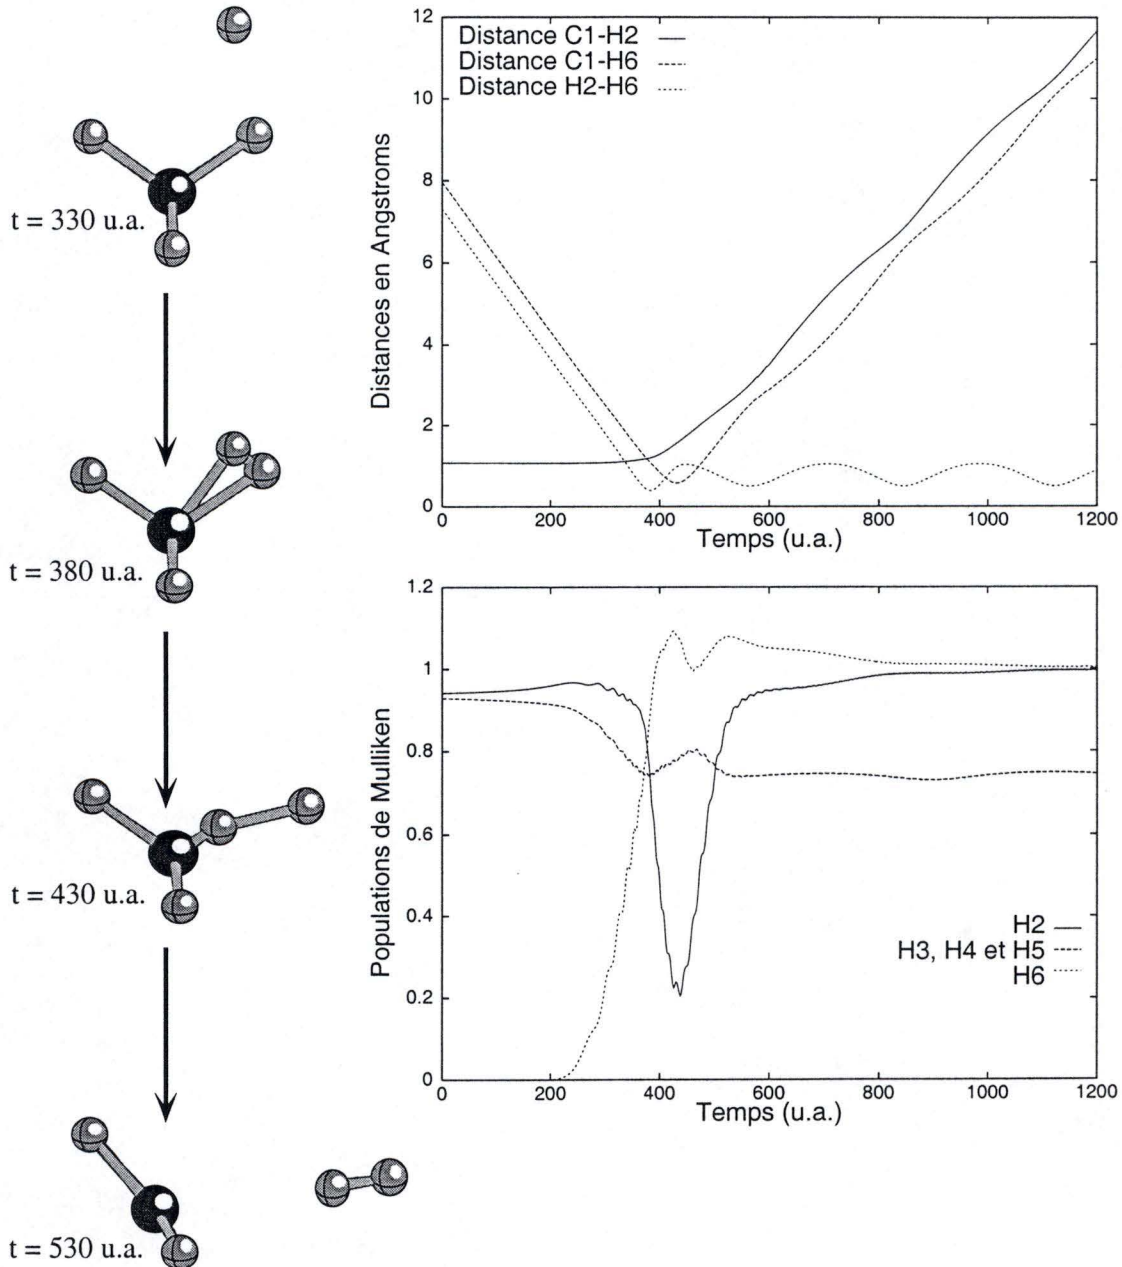 t = 330 u.a.
t = 380 u.a.
t = 430 u.a.
t = 530 u.a.
12
10
8
6
4
2
0
Distances en Angstroms
Distance C1-H2
Distance C1-H6
Distance H2-H6
0 200 400 600 800 1000 1200
Temps (u.a.)
1.2
1
0.8
0.6
0.4
0.2
0
Populations de Mulliken
H2
H3, H4 et H5
H6
0 200 400 600 800 1000 1200
Temps (u.a.)